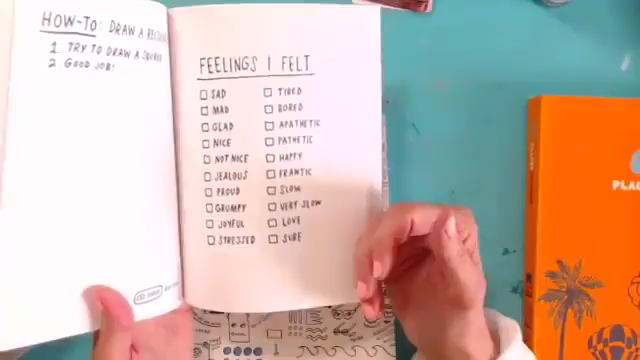 HOW-TO: DRAW A RECTANGLE
1. TRY TO DRAW A SQUARE
2. GOOD JOB!
FEELINGS I FELT
SAD
MAD
GLAD
NICE
NOT NICE
JEALOUS
PROUD
GRUMPY
JOYFUL
STRESSED
TIRED
BORED
APATHETIC
PATHETIC
HAPPY
FRANTIC
SLOW
VERY SLOW
LOVE
SURE